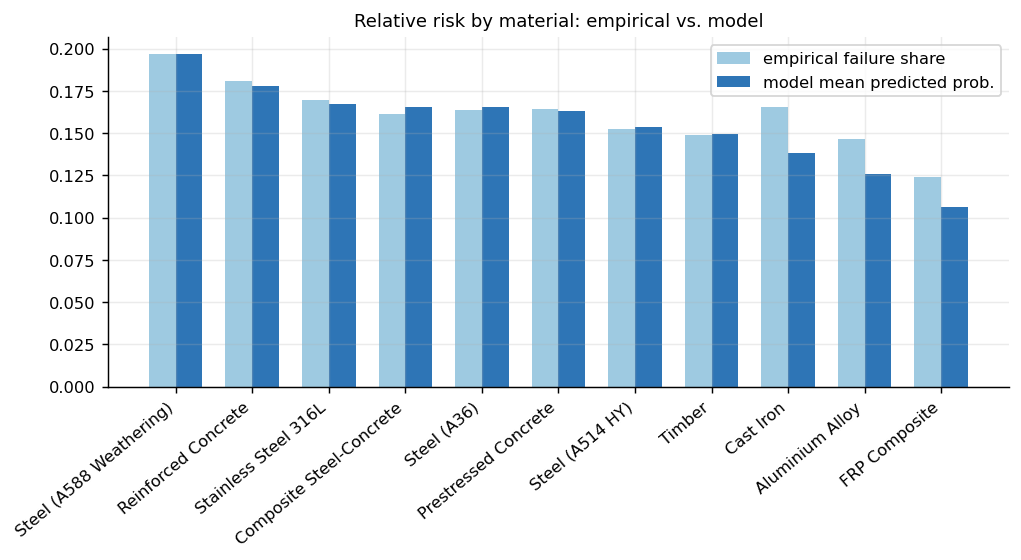 Relative risk by material: empirical vs. model
empirical failure share
model mean predicted prob.
0.200
0.175
0.150
0.125
0.100
0.075
0.050
0.025
0.000
Steel (A588 Weathering)
Reinforced Concrete
Stainless Steel 316L
Composite Steel-Concrete
Steel (A36)
Prestressed Concrete
Steel (A514 HY)
Timber
Cast Iron
Aluminium Alloy
FRP Composite